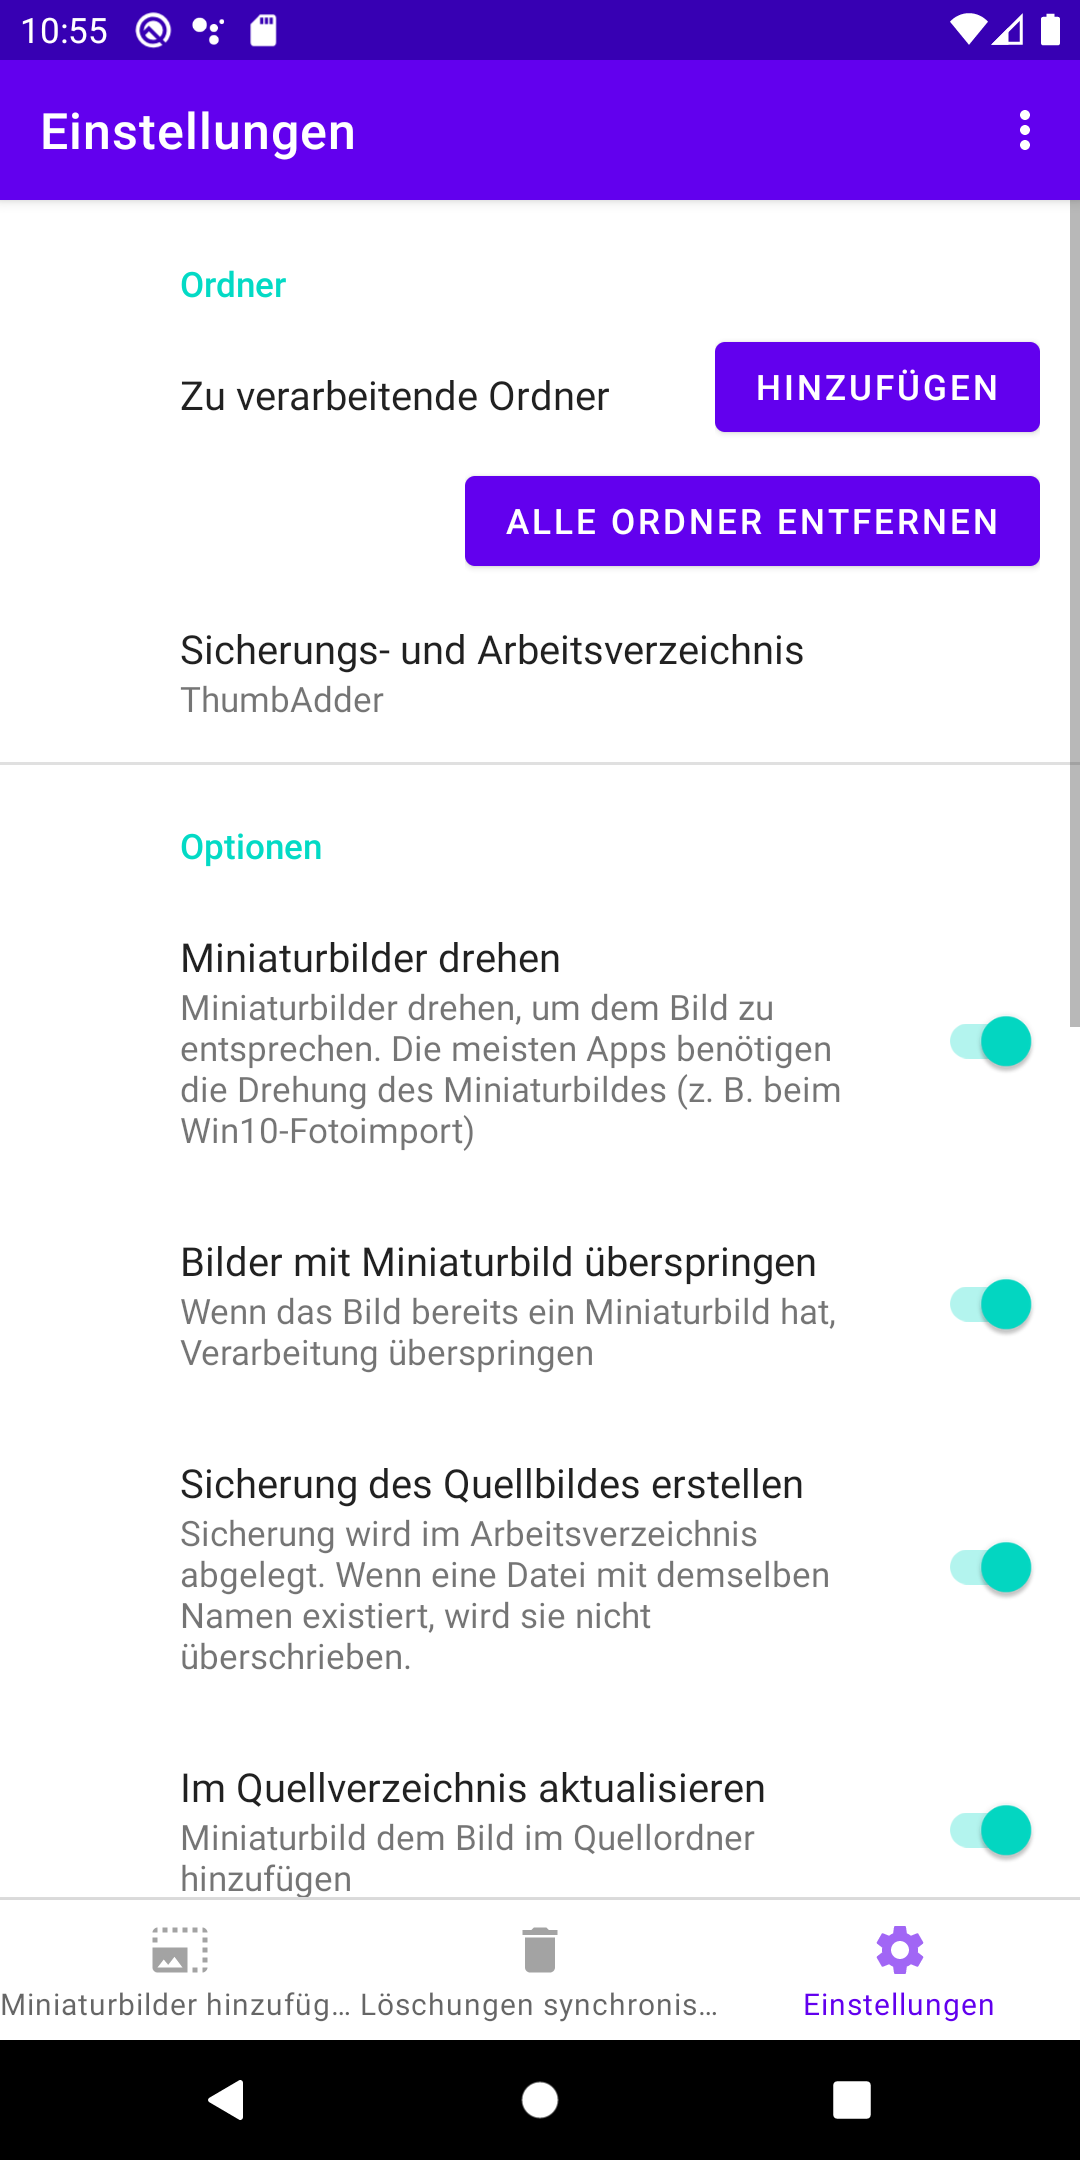 10:55
Einstellungen
Ordner
Zu verarbeitende Ordner
HINZUFÜGEN
ALLE ORDNER ENTFERNEN
Sicherungs- und Arbeitsverzeichnis
ThumbAdder
Optionen
Miniaturbilder drehen
Miniaturbilder drehen, um dem Bild zu
entsprechen. Die meisten Apps benötigen
die Drehung des Miniaturbildes (z. B. beim
Win10-Fotoimport)
Bilder mit Miniaturbild überspringen
Wenn das Bild bereits ein Miniaturbild hat,
Verarbeitung überspringen
Sicherung des Quellbildes erstellen
Sicherung wird im Arbeitsverzeichnis
abgelegt. Wenn eine Datei mit demselben
Namen existiert, wird sie nicht
überschrieben.
Im Quellverzeichnis aktualisieren
Miniaturbild dem Bild im Quellordner
hinzufügen
Miniaturbilder hinzufüg...
Löschungen synchronis...
Einstellungen